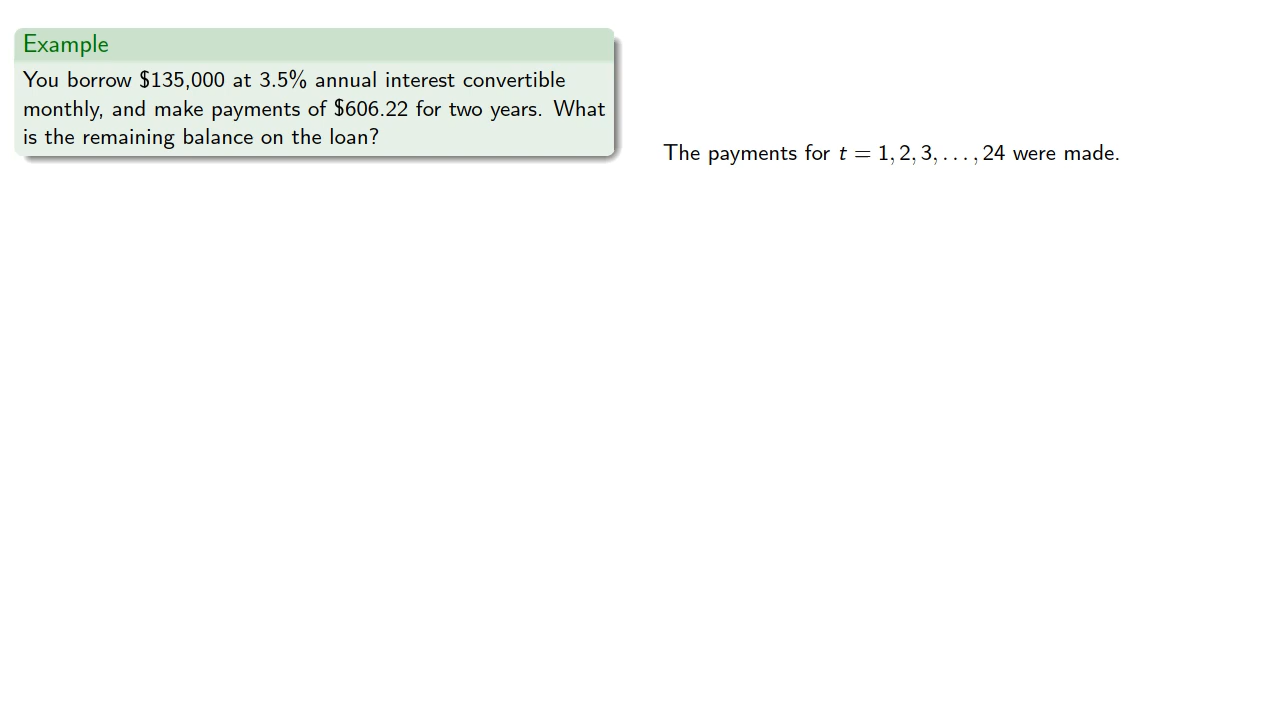 Example
You borrow $135,000 at 3.5% annual interest convertible
monthly, and make payments of $606.22 for two years. What
is the remaining balance on the loan?
The payments for t = 1, 2, 3, . . . , 24 were made.